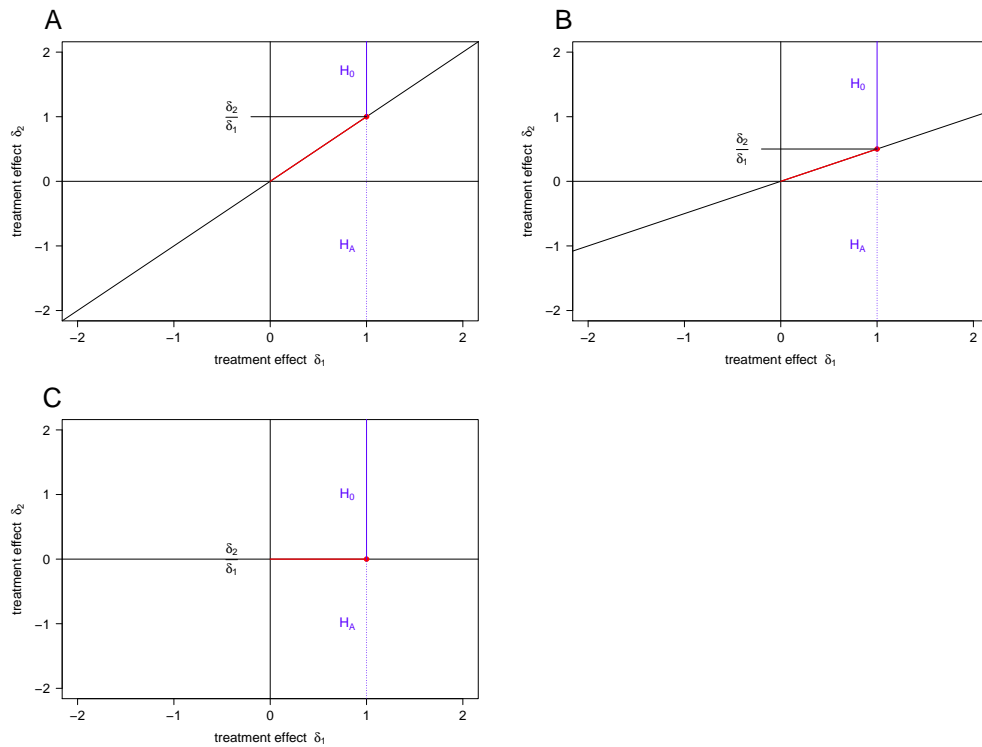 A
treatment effect δ₂
2
1
0
−1
−2
H₀
δ₂
δ₁
H_A
−2 −1 0 1 2
treatment effect δ₁
B
treatment effect δ₂
2
1
0
−1
−2
H₀
δ₂
δ₁
H_A
−2 −1 0 1 2
treatment effect δ₁
C
treatment effect δ₂
2
1
0
−1
−2
H₀
δ₂
δ₁
H_A
−2 −1 0 1 2
treatment effect δ₁